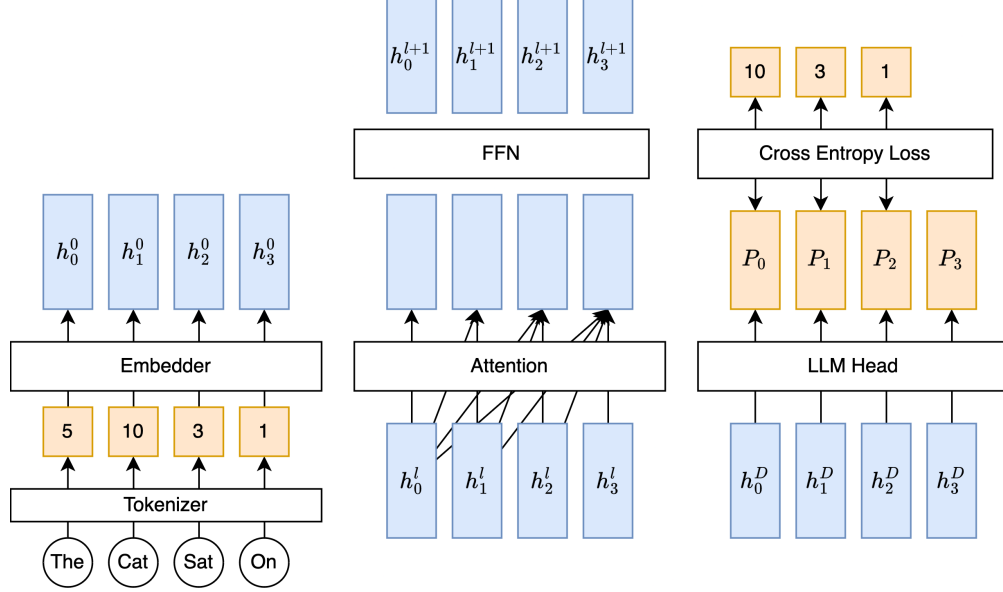 $h_0^{l+1}$ $h_1^{l+1}$ $h_2^{l+1}$ $h_3^{l+1}$
10 3 1
FFN
Cross Entropy Loss
$h_0^0$ $h_1^0$ $h_2^0$ $h_3^0$
$P_0$ $P_1$ $P_2$ $P_3$
Embedder
Attention
LLM Head
5 10 3 1
$h_0^l$ $h_1^l$ $h_2^l$ $h_3^l$
$h_0^D$ $h_1^D$ $h_2^D$ $h_3^D$
Tokenizer
The Cat Sat On